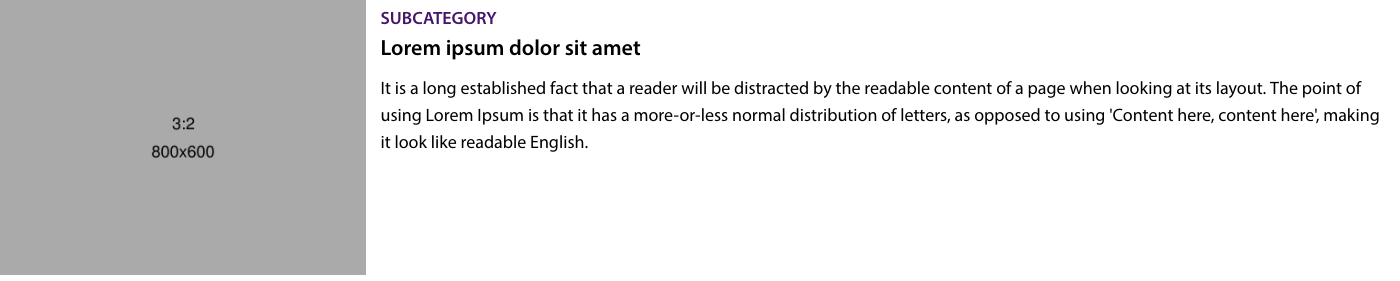 SUBCATEGORY
Lorem ipsum dolor sit amet
It is a long established fact that a reader will be distracted by the readable content of a page when looking at its layout. The point of
using Lorem Ipsum is that it has a more-or-less normal distribution of letters, as opposed to using 'Content here, content here', making
it look like readable English.
3:2
800x600